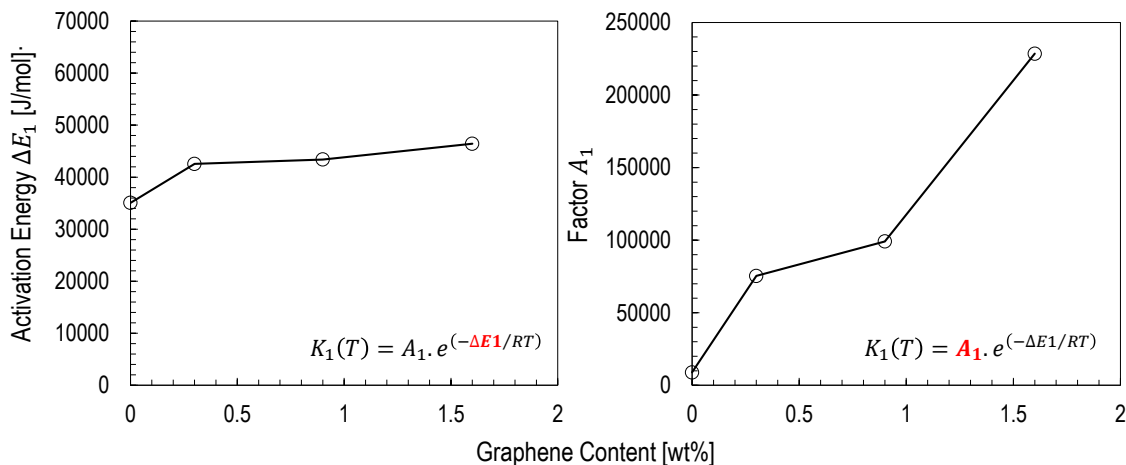 Activation Energy ΔE₁ [J/mol]·
70000
60000
50000
40000
30000
20000
10000
0
0 0.5 1 1.5 2
K₁(T) = A₁. e^(−ΔE1/RT)
Factor A₁
250000
200000
150000
100000
50000
0
0 0.5 1 1.5 2
K₁(T) = A₁. e^(−ΔE1/RT)
Graphene Content [wt%]